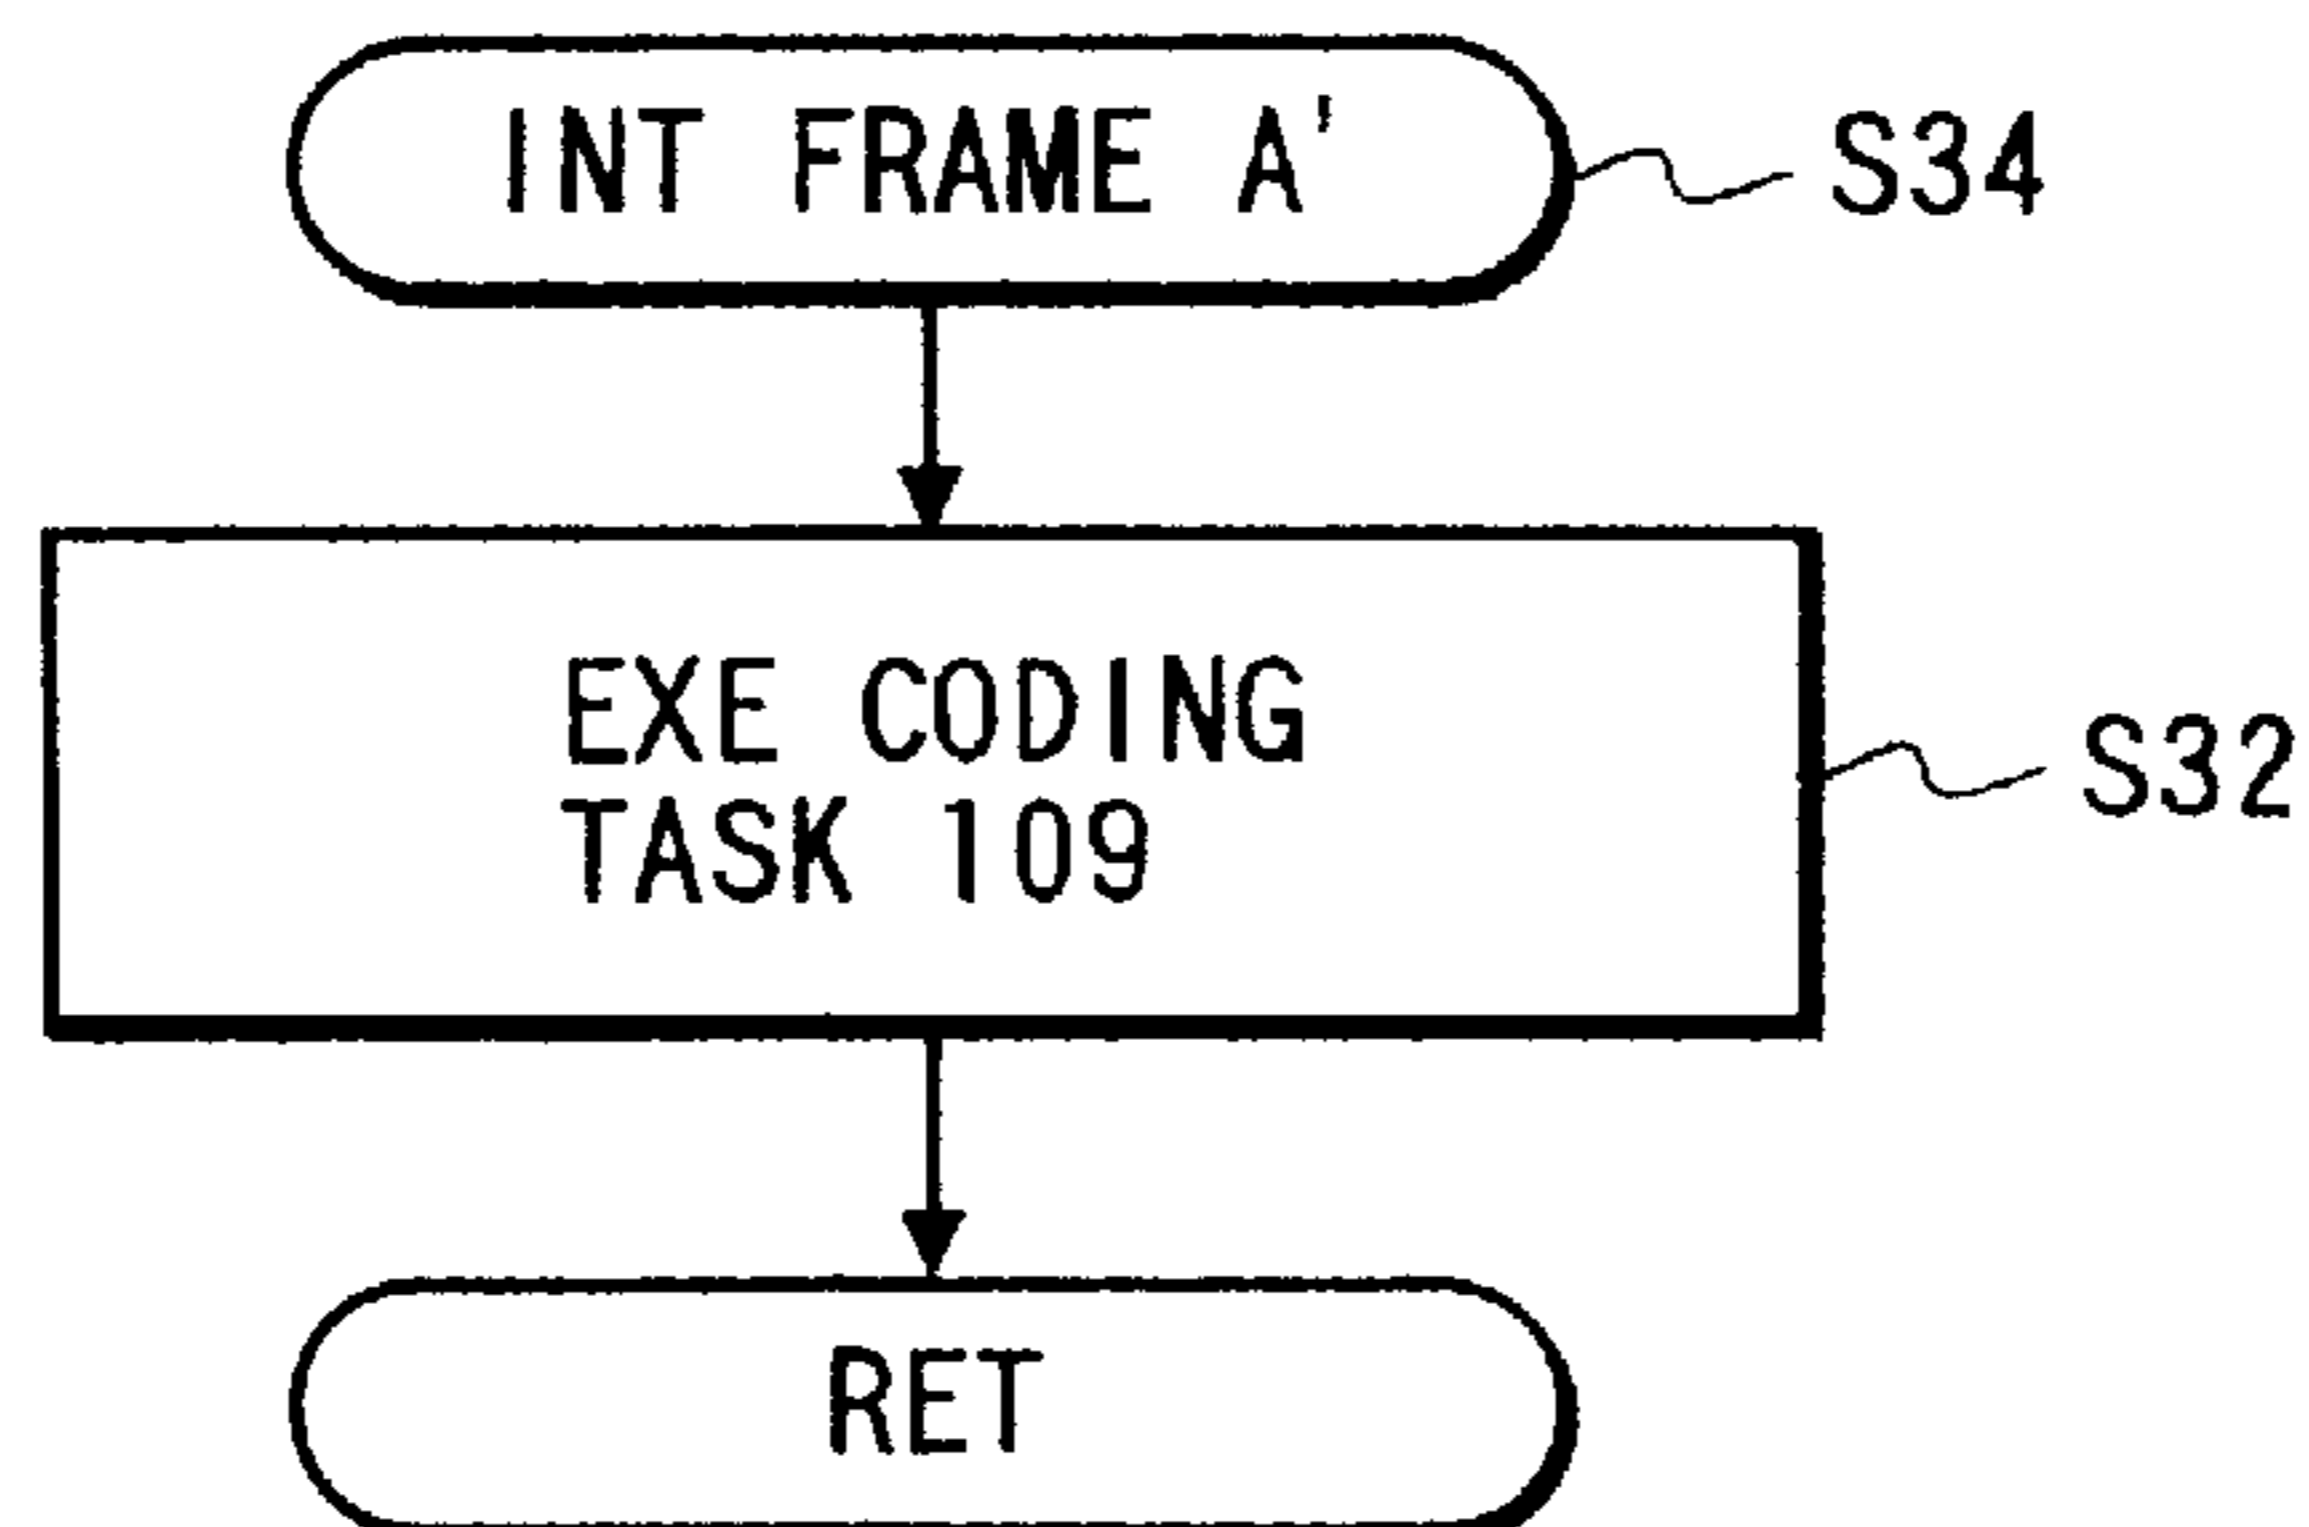 INT FRAME A' S34
EXE CODING
TASK 109
S32
RET